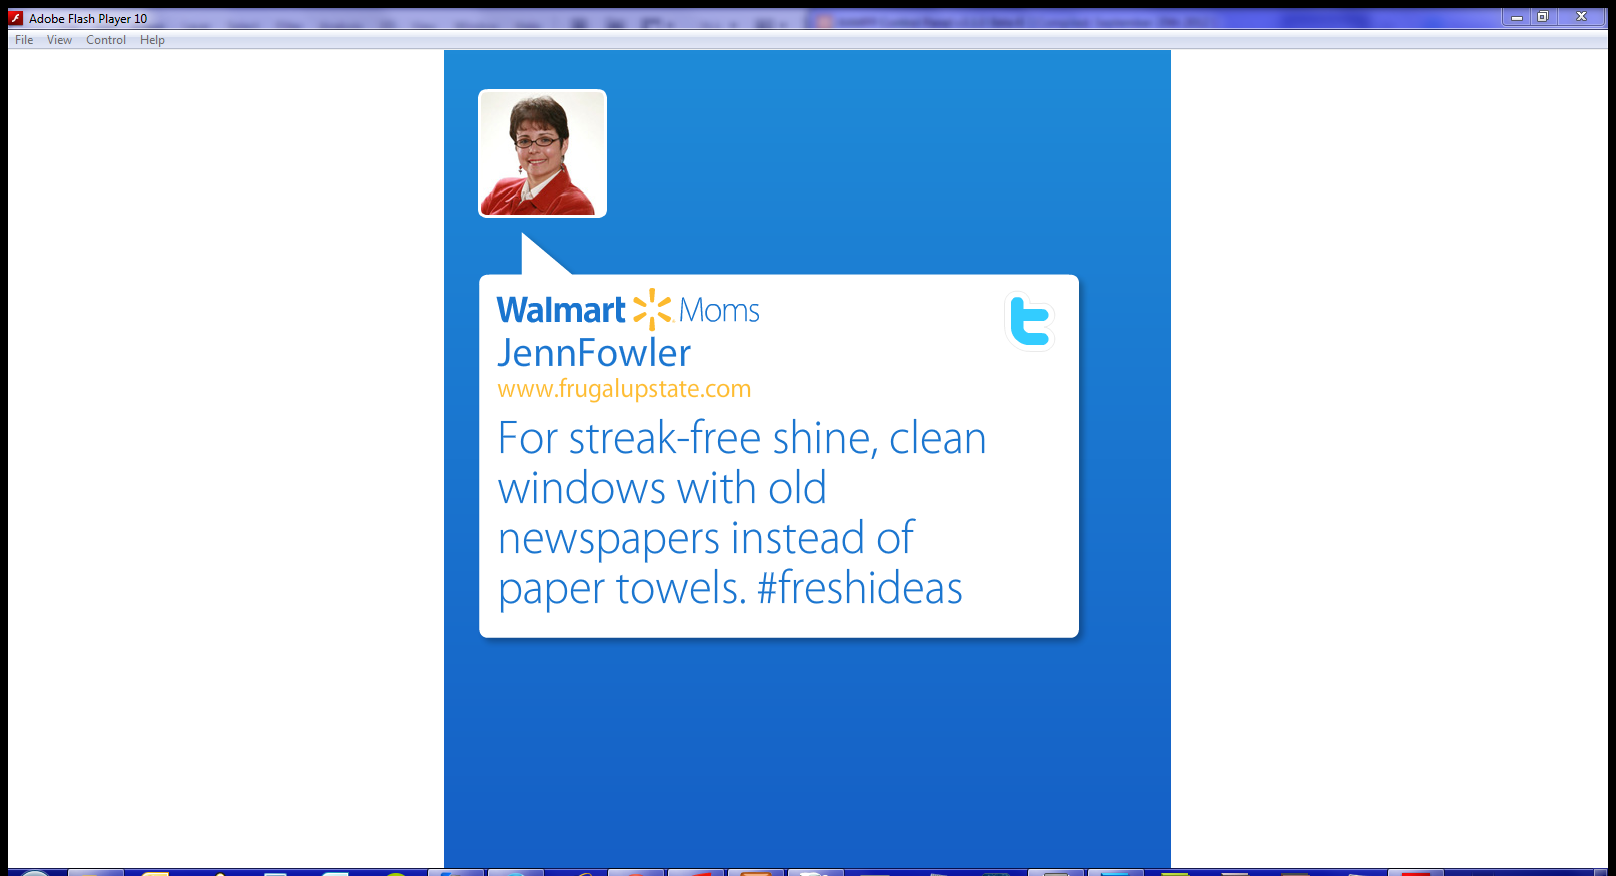 Adobe Flash Player 10
File View Control Help
Walmart Moms
JennFowler
www.frugalupstate.com
For streak-free shine, clean
windows with old
newspapers instead of
paper towels. #freshideas